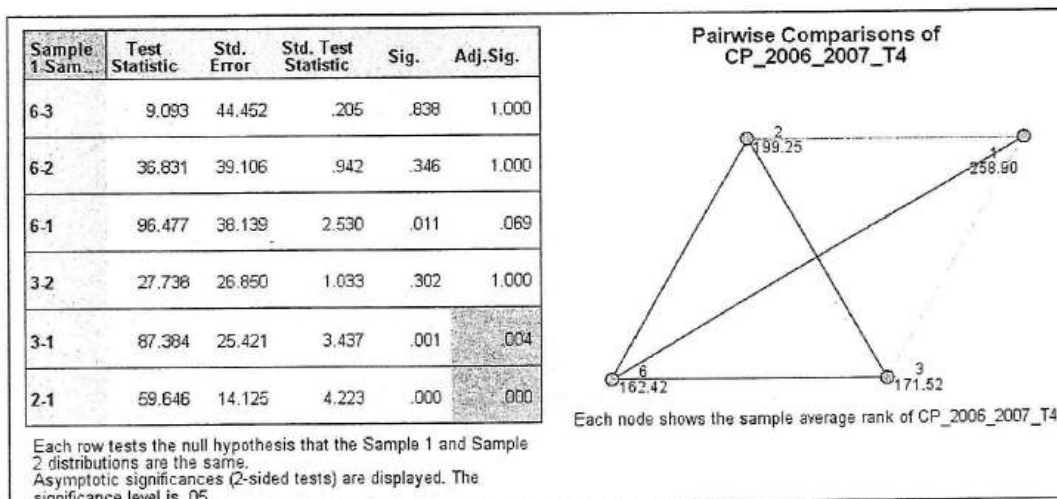 Sample 1-Sam... Test Statistic Std. Error Std. Test Statistic Sig. Adj.Sig.
6-3 9.093 44.452 .205 .838 1.000
6-2 36.831 39.106 .942 .346 1.000
6-1 96.477 38.139 2.530 .011 .069
3-2 27.738 26.850 1.033 .302 1.000
3-1 87.384 25.421 3.437 .001 .004
2-1 59.646 14.125 4.223 .000 .000
Each row tests the null hypothesis that the Sample 1 and Sample
2 distributions are the same.
Asymptotic significances (2-sided tests) are displayed. The
significance level is .05
Pairwise Comparisons of
CP_2006_2007_T4
2
199.25
1
258.90
6
162.42
3
171.52
Each node shows the sample average rank of CP_2006_2007_T4